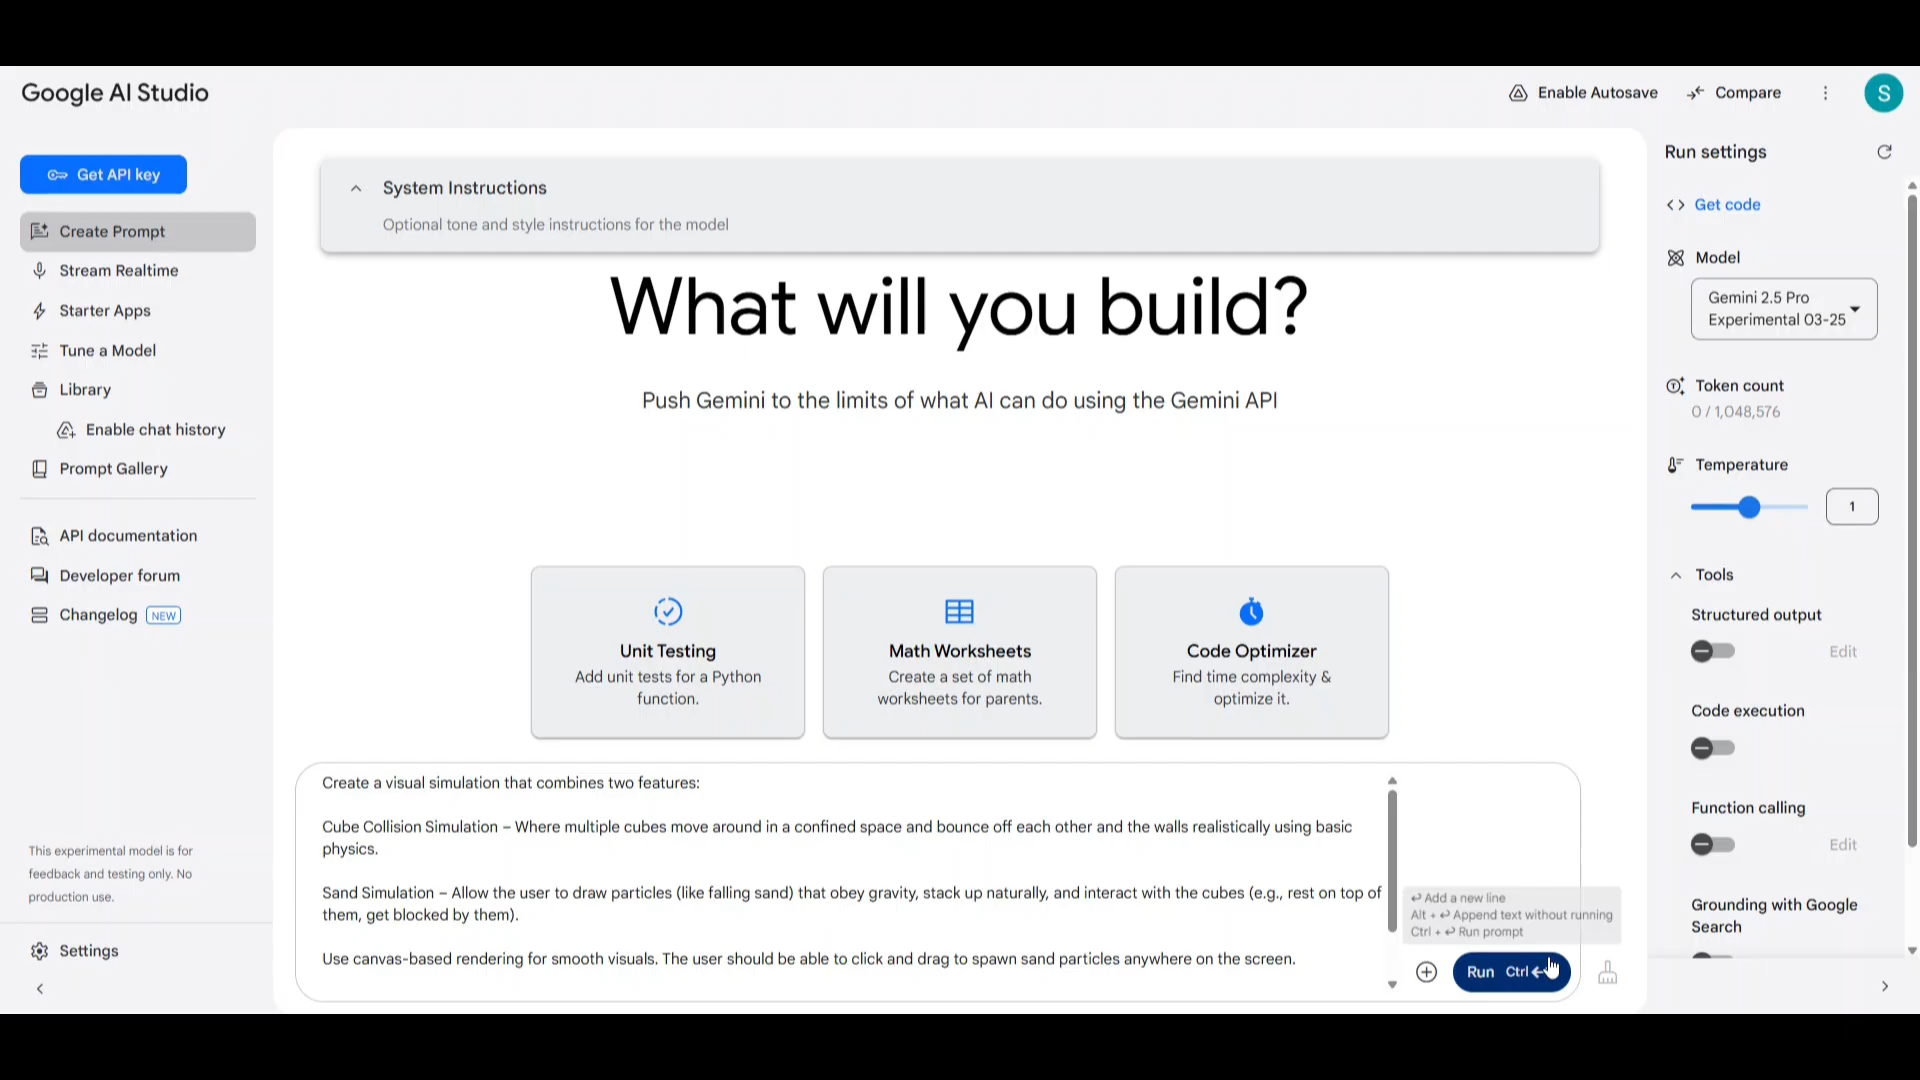 Google AI Studio
Enable Autosave
Compare
S
Get API key
Create Prompt
Stream Realtime
Starter Apps
Tune a Model
Library
Enable chat history
Prompt Gallery
API documentation
Developer forum
Changelog NEW
This experimental model is for
feedback and testing only. No
production use.
Settings
System Instructions
Optional tone and style instructions for the model
What will you build?
Push Gemini to the limits of what AI can do using the Gemini API
Unit Testing
Add unit tests for a Python
function.
Math Worksheets
Create a set of math
worksheets for parents.
Code Optimizer
Find time complexity &
optimize it.
Create a visual simulation that combines two features:
Cube Collision Simulation – Where multiple cubes move around in a confined space and bounce off each other and the walls realistically using basic
physics.
Sand Simulation – Allow the user to draw particles (like falling sand) that obey gravity, stack up naturally, and interact with the cubes (e.g., rest on top of
them, get blocked by them).
Use canvas-based rendering for smooth visuals. The user should be able to click and drag to spawn sand particles anywhere on the screen.
↵ Add a new line
Alt + ↵ Append text without running
Ctrl + ↵ Run prompt
Run Ctrl
Run settings
<> Get code
Model
Gemini 2.5 Pro
Experimental 03-25
Token count
0 / 1,048,576
Temperature
1
Tools
Structured output
Edit
Code execution
Function calling
Edit
Grounding with Google
Search